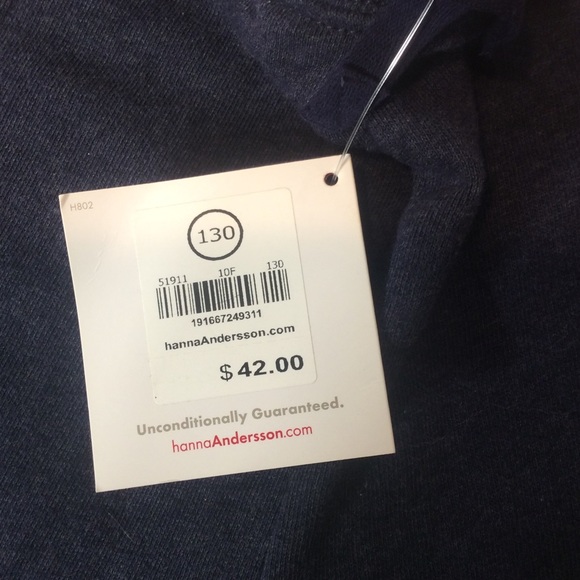 H802
130
51911 10F 130
191667249311
hannaAndersson.com
$42.00
Unconditionally Guaranteed.
hannaAndersson.com